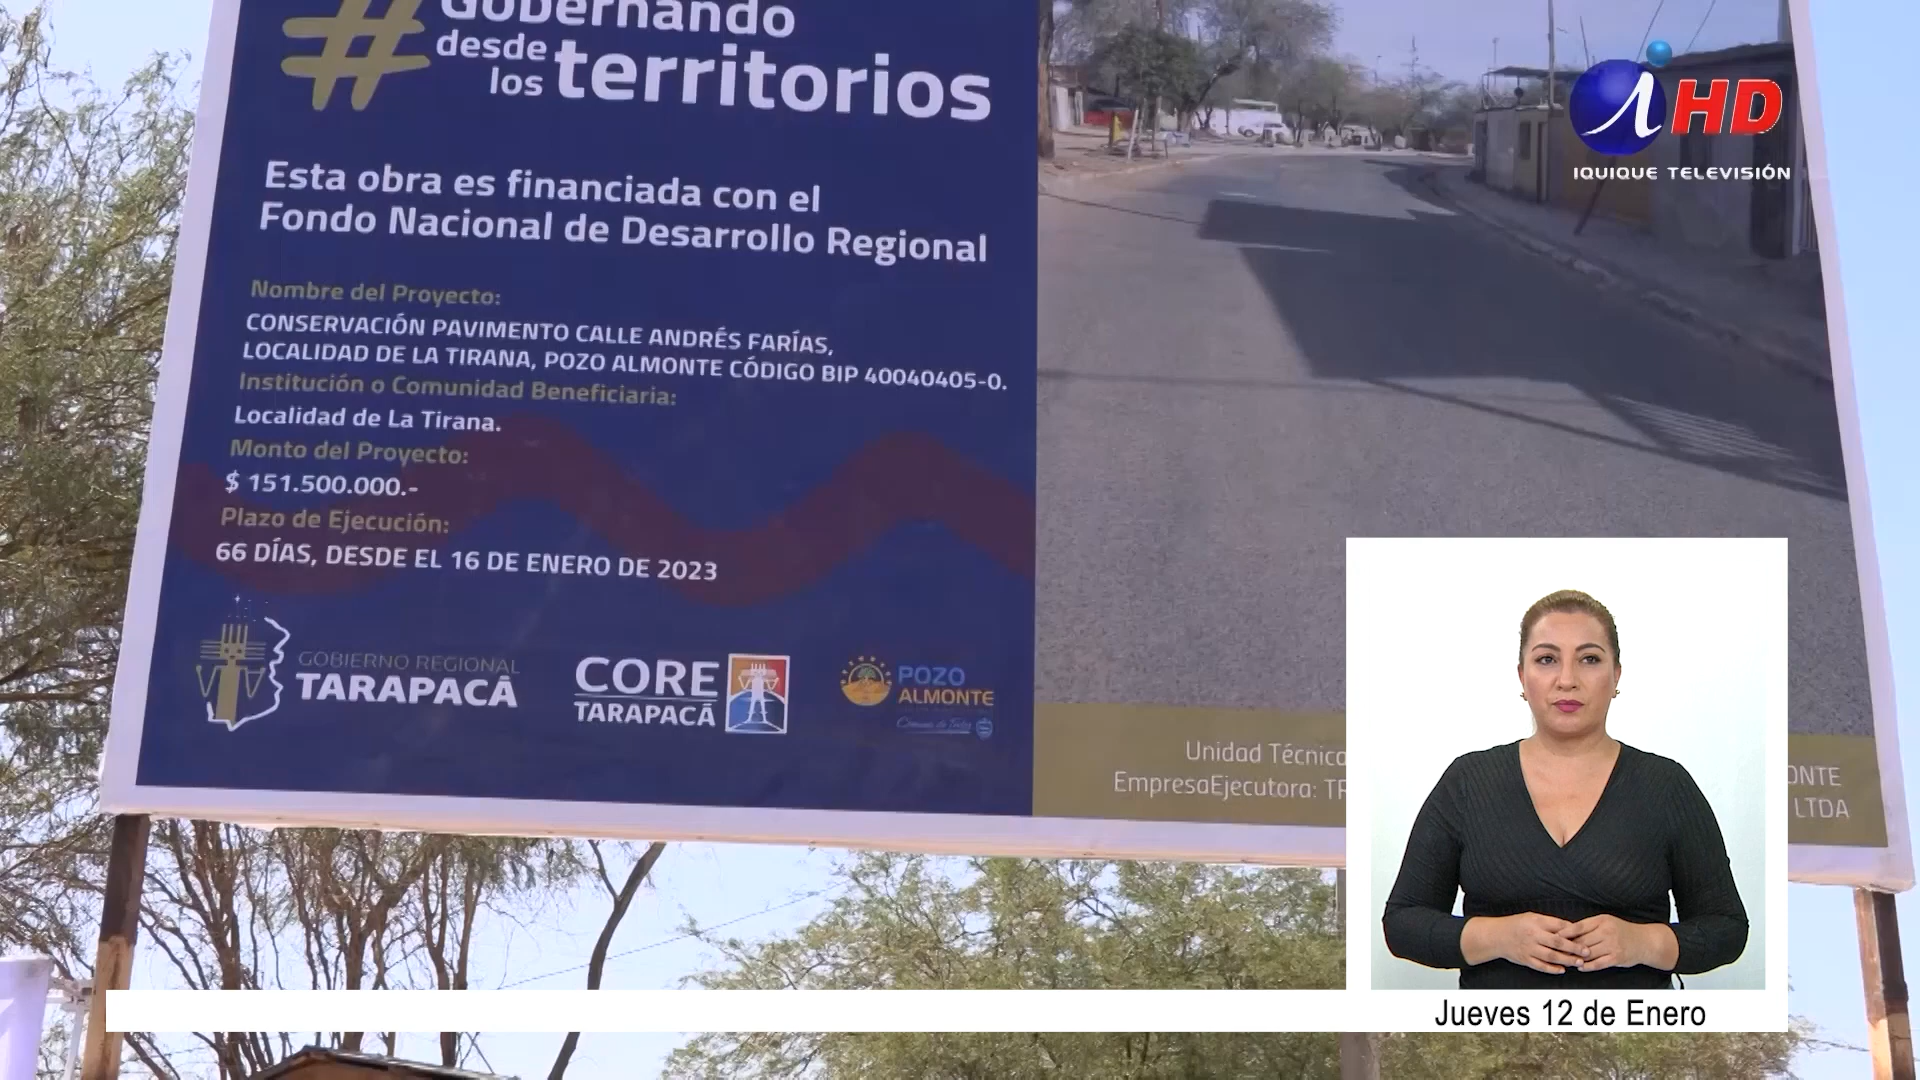 # Gobernando
desde
los territorios
Esta obra es financiada con el
Fondo Nacional de Desarrollo Regional
Nombre del Proyecto:
CONSERVACIÓN PAVIMENTO CALLE ANDRÉS FARÍAS,
LOCALIDAD DE LA TIRANA, POZO ALMONTE CÓDIGO BIP 40040405-0.
Institución o Comunidad Beneficiaria:
Localidad de La Tirana.
Monto del Proyecto:
$ 151.500.000.-
Plazo de Ejecución:
66 DÍAS, DESDE EL 16 DE ENERO DE 2023
GOBIERNO REGIONAL
TARAPACÁ
CORE
TARAPACÁ
POZO
ALMONTE
Comuna de Todos
Unidad Técnica
EmpresaEjecutora:
LTDA
HD
IQUIQUE TELEVISIÓN
Jueves 12 de Enero